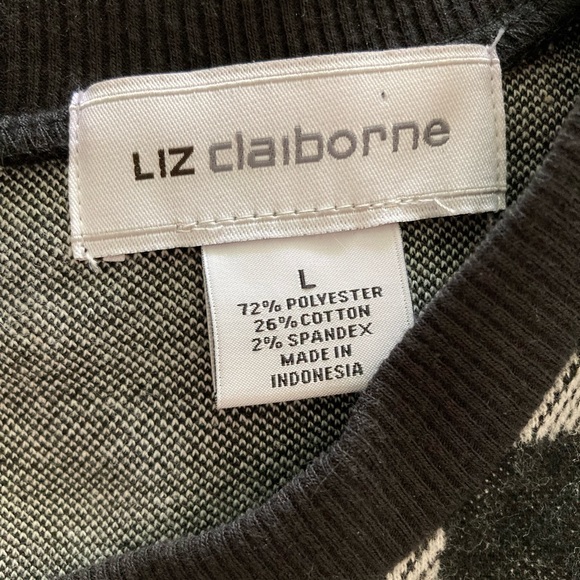 LIZ claiborne
L
72% POLYESTER
26% COTTON
2% SPANDEX
MADE IN
INDONESIA